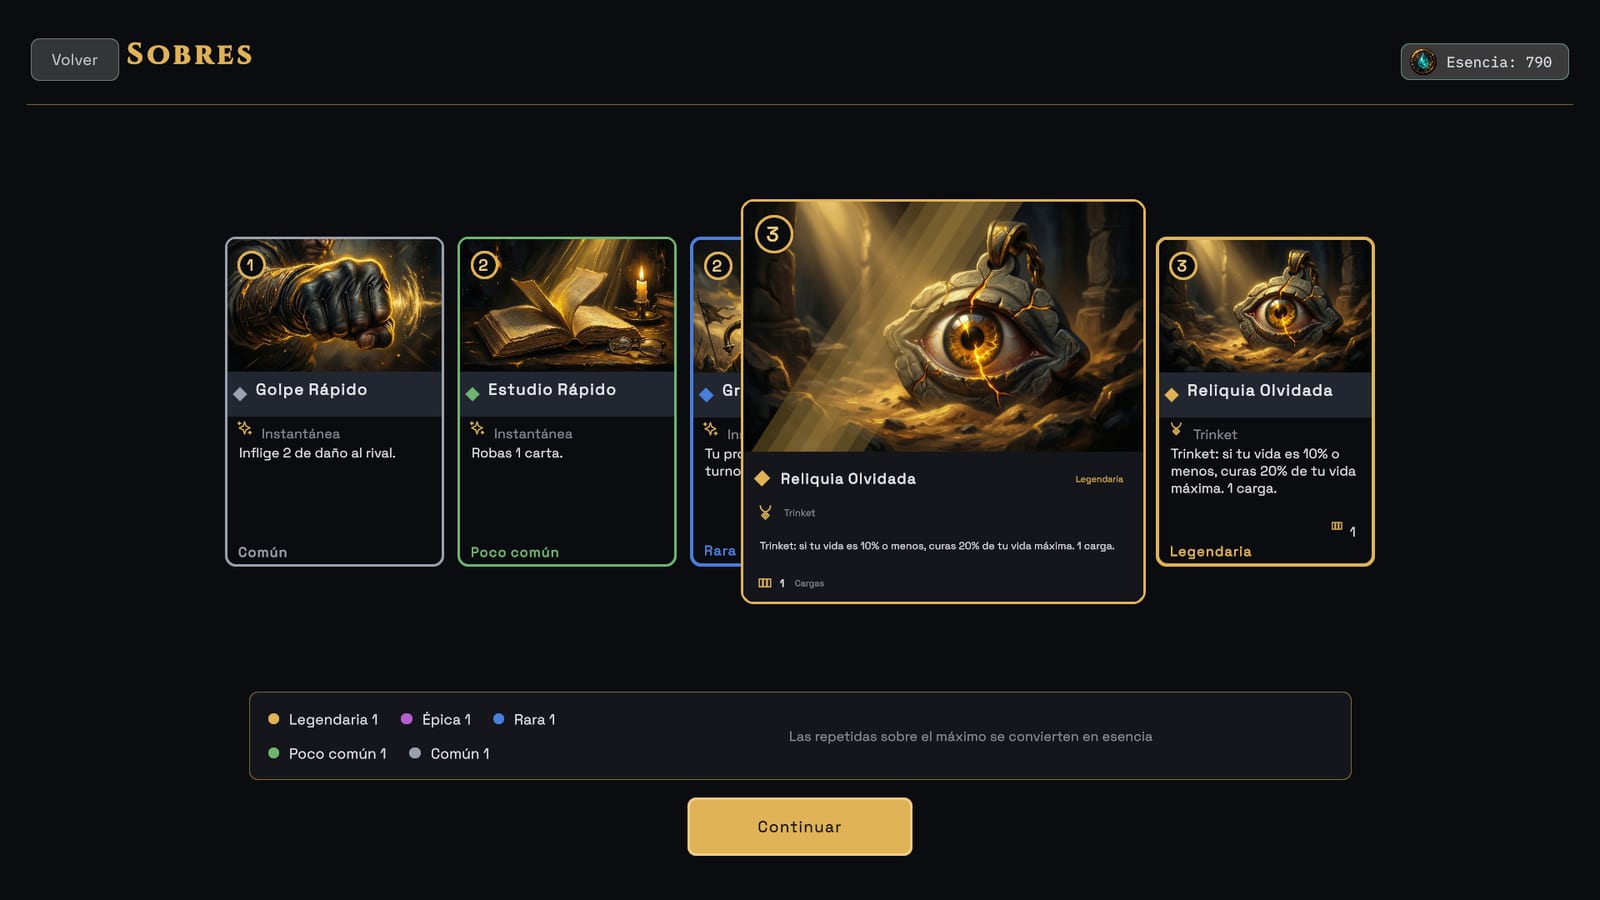 Volver
SOBRES
Esencia: 790
1
Golpe Rápido
Instantánea
Inflige 2 de daño al rival.
Común
2
Estudio Rápido
Instantánea
Robas 1 carta.
Poco común
2
Tu
turno
Rara
3
Reliquia Olvidada
Legendaria
Trinket
Trinket: si tu vida es 10% o menos, curas 20% de tu vida máxima. 1 carga.
1 Cargas
3
Reliquia Olvidada
Trinket
Trinket: si tu vida es 10% o
menos, curas 20% de tu vida
máxima. 1 carga.
1
Legendaria
Legendaria 1
Épica 1
Rara 1
Poco común 1
Común 1
Las repetidas sobre el máximo se convierten en esencia
Continuar